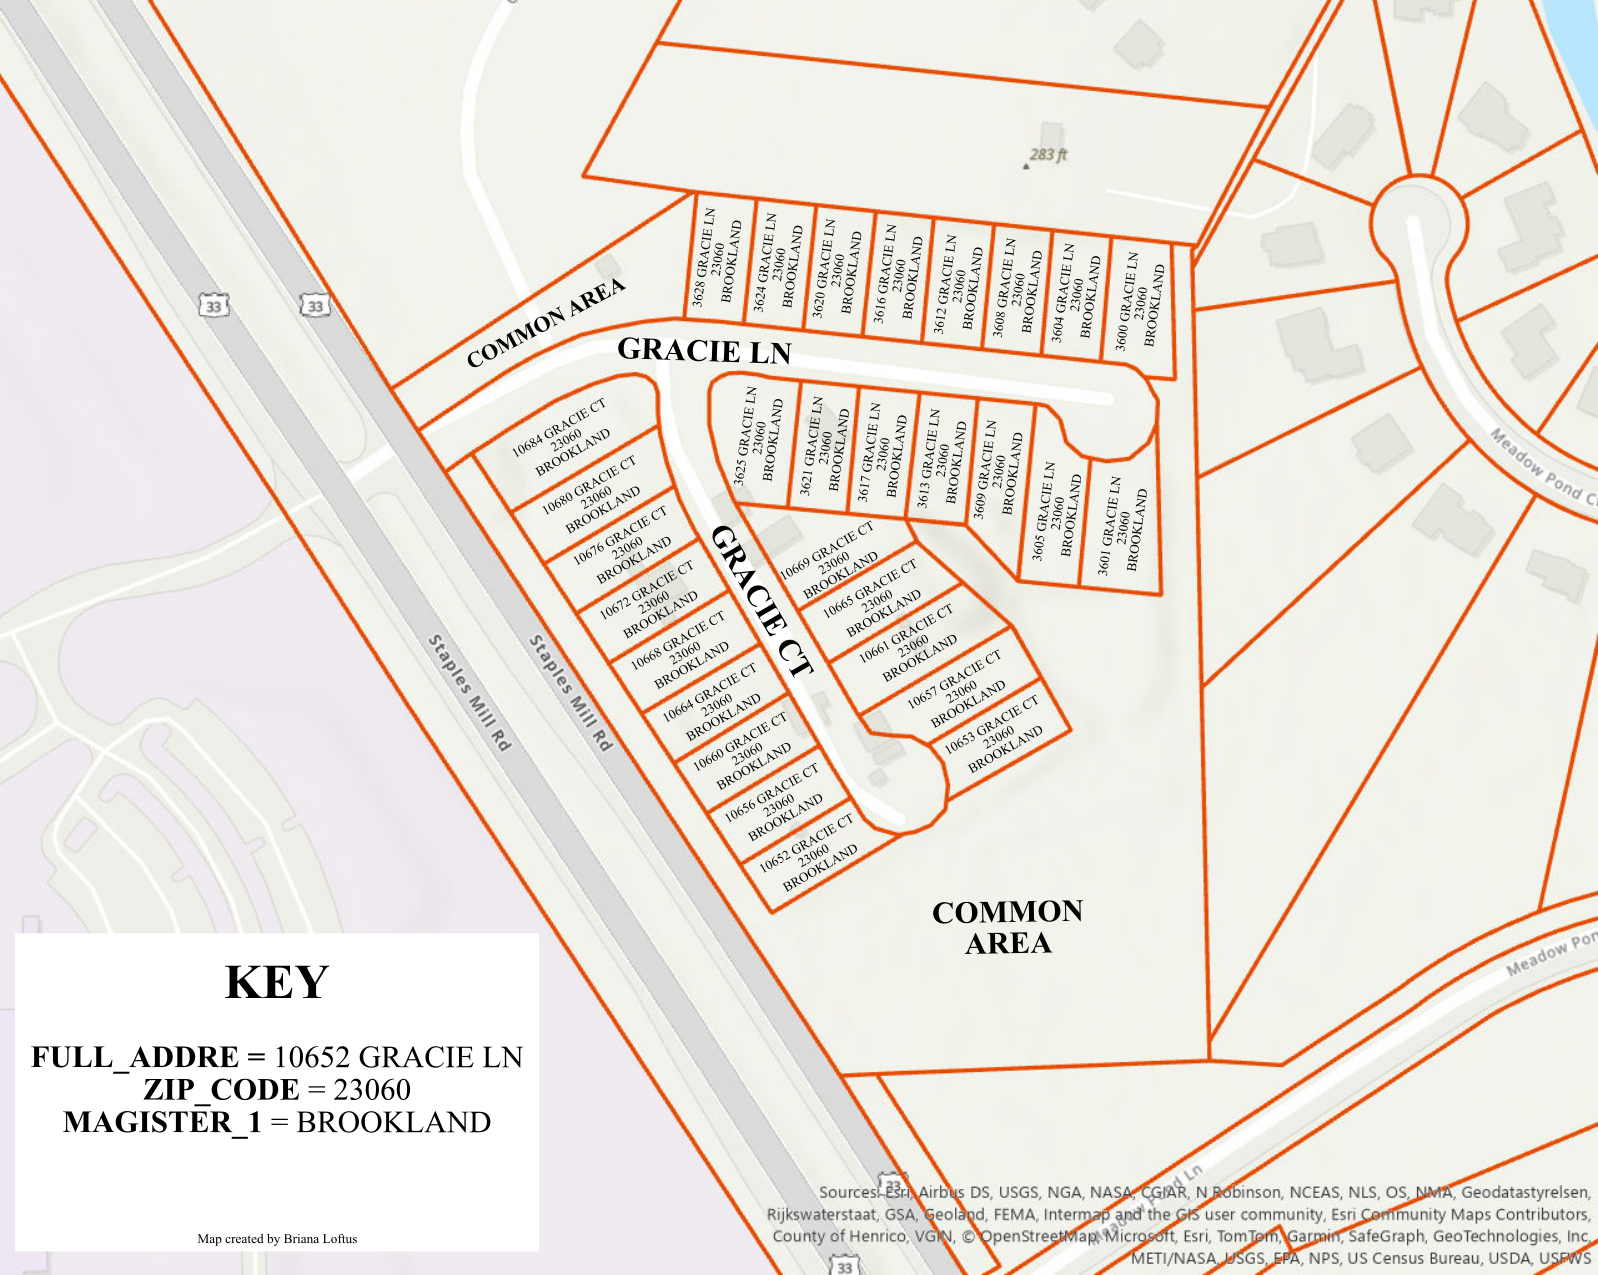 283 ft
33
33
COMMON AREA
GRACIE LN
3628 GRACIE LN
23060
BROOKLAND
3624 GRACIE LN
23060
BROOKLAND
3620 GRACIE LN
23060
BROOKLAND
3616 GRACIE LN
23060
BROOKLAND
3612 GRACIE LN
23060
BROOKLAND
3608 GRACIE LN
23060
BROOKLAND
3604 GRACIE LN
23060
BROOKLAND
3600 GRACIE LN
23060
BROOKLAND
3625 GRACIE LN
23060
BROOKLAND
3621 GRACIE LN
23060
BROOKLAND
3617 GRACIE LN
23060
BROOKLAND
3613 GRACIE LN
23060
BROOKLAND
3609 GRACIE LN
23060
BROOKLAND
3605 GRACIE LN
23060
BROOKLAND
3601 GRACIE LN
23060
BROOKLAND
10684 GRACIE CT
23060
BROOKLAND
10680 GRACIE CT
23060
BROOKLAND
10676 GRACIE CT
23060
BROOKLAND
10672 GRACIE CT
23060
BROOKLAND
10668 GRACIE CT
23060
BROOKLAND
10664 GRACIE CT
23060
BROOKLAND
10660 GRACIE CT
23060
BROOKLAND
10656 GRACIE CT
23060
BROOKLAND
10652 GRACIE CT
23060
BROOKLAND
GRACIE CT
10669 GRACIE CT
23060
BROOKLAND
10665 GRACIE CT
23060
BROOKLAND
10661 GRACIE CT
23060
BROOKLAND
10657 GRACIE CT
23060
BROOKLAND
10653 GRACIE CT
23060
BROOKLAND
Meadow Pond C
Staples Mill Rd
Staples Mill Rd
COMMON
AREA
Meadow Pon
KEY
FULL_ADDRE = 10652 GRACIE LN
ZIP_CODE = 23060
MAGISTER_1 = BROOKLAND
Map created by Briana Loftus
Meadow Pond Ln
33
33
Sources: Esri, Airbus DS, USGS, NGA, NASA, CGIAR, N Robinson, NCEAS, NLS, OS, NMA, Geodatastyrelsen,
Rijkswaterstaat, GSA, Geoland, FEMA, Intermap and the GIS user community, Esri Community Maps Contributors,
County of Henrico, VGIN, © OpenStreetMap, Microsoft, Esri, TomTom, Garmin, SafeGraph, GeoTechnologies, Inc,
METI/NASA, USGS, EPA, NPS, US Census Bureau, USDA, USFWS